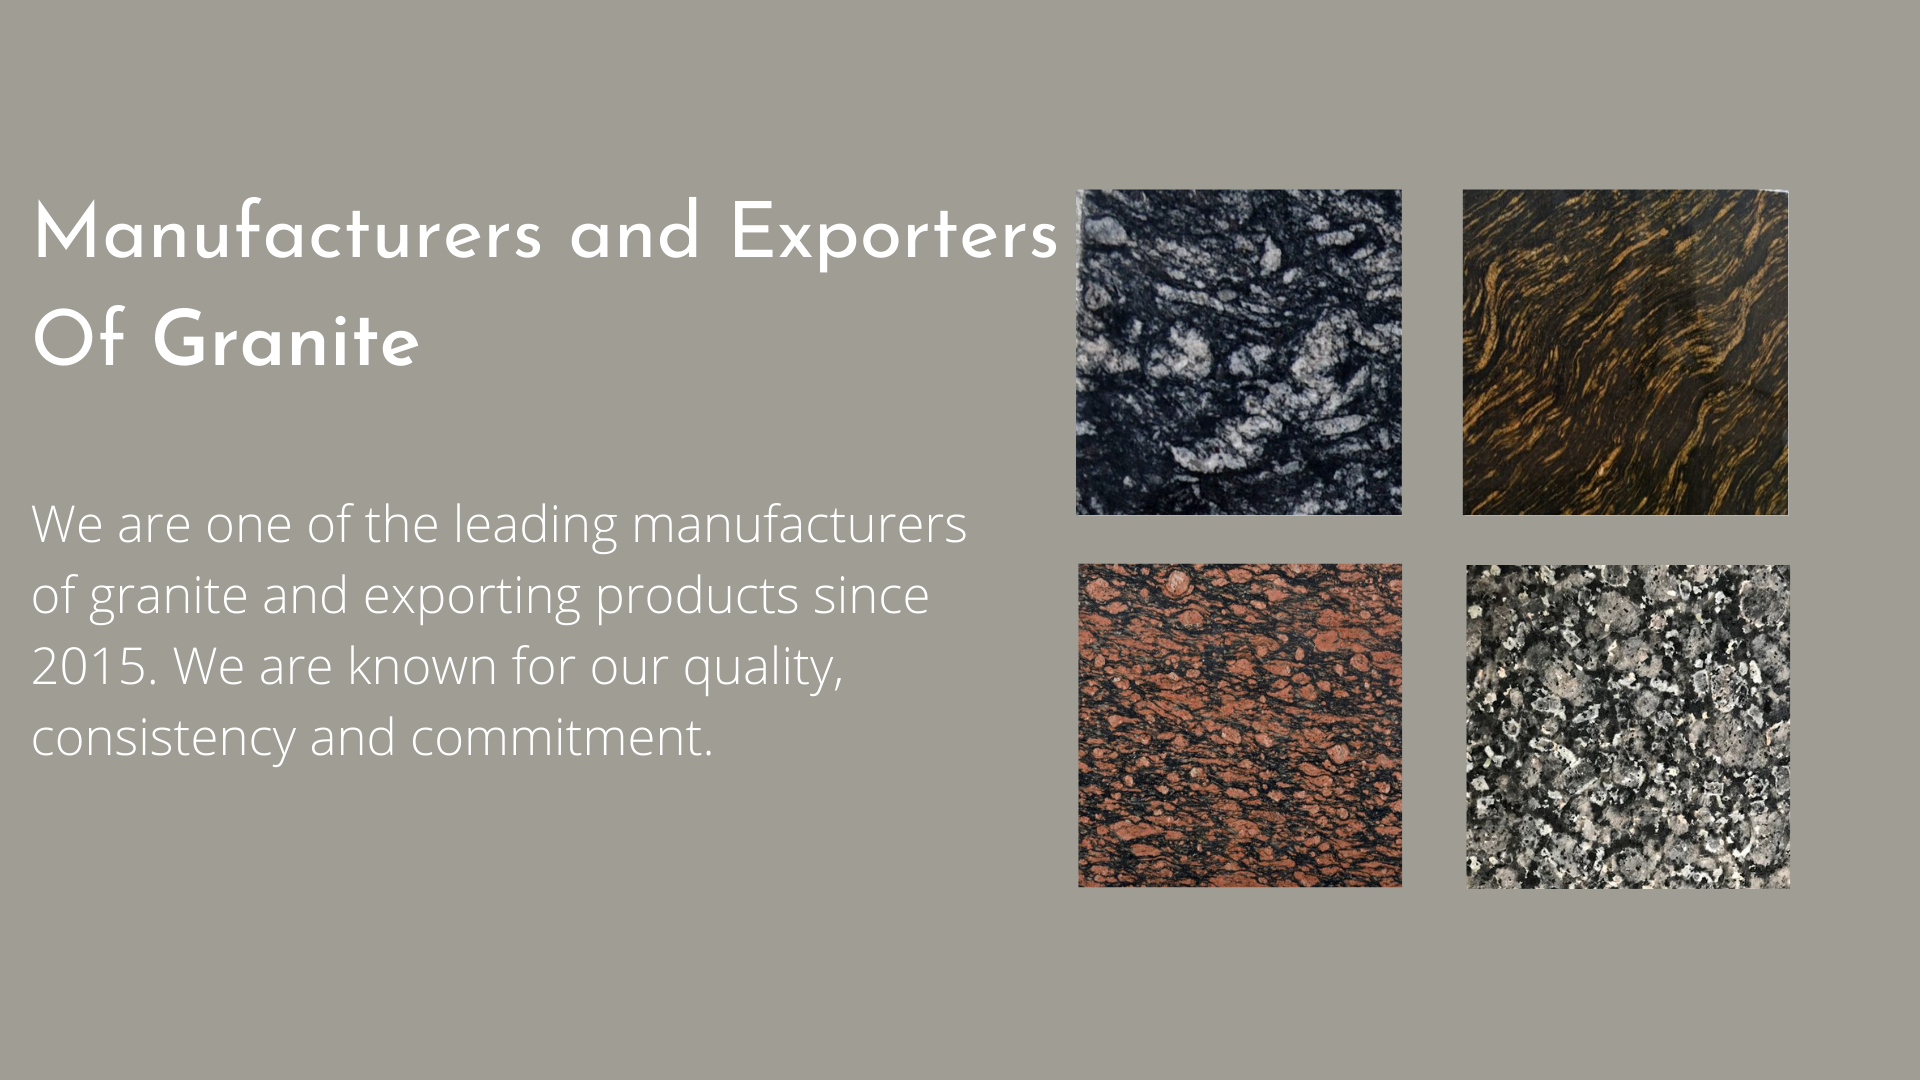 Manufacturers and Exporters
Of Granite
We are one of the leading manufacturers
of granite and exporting products since
2015. We are known for our quality,
consistency and commitment.